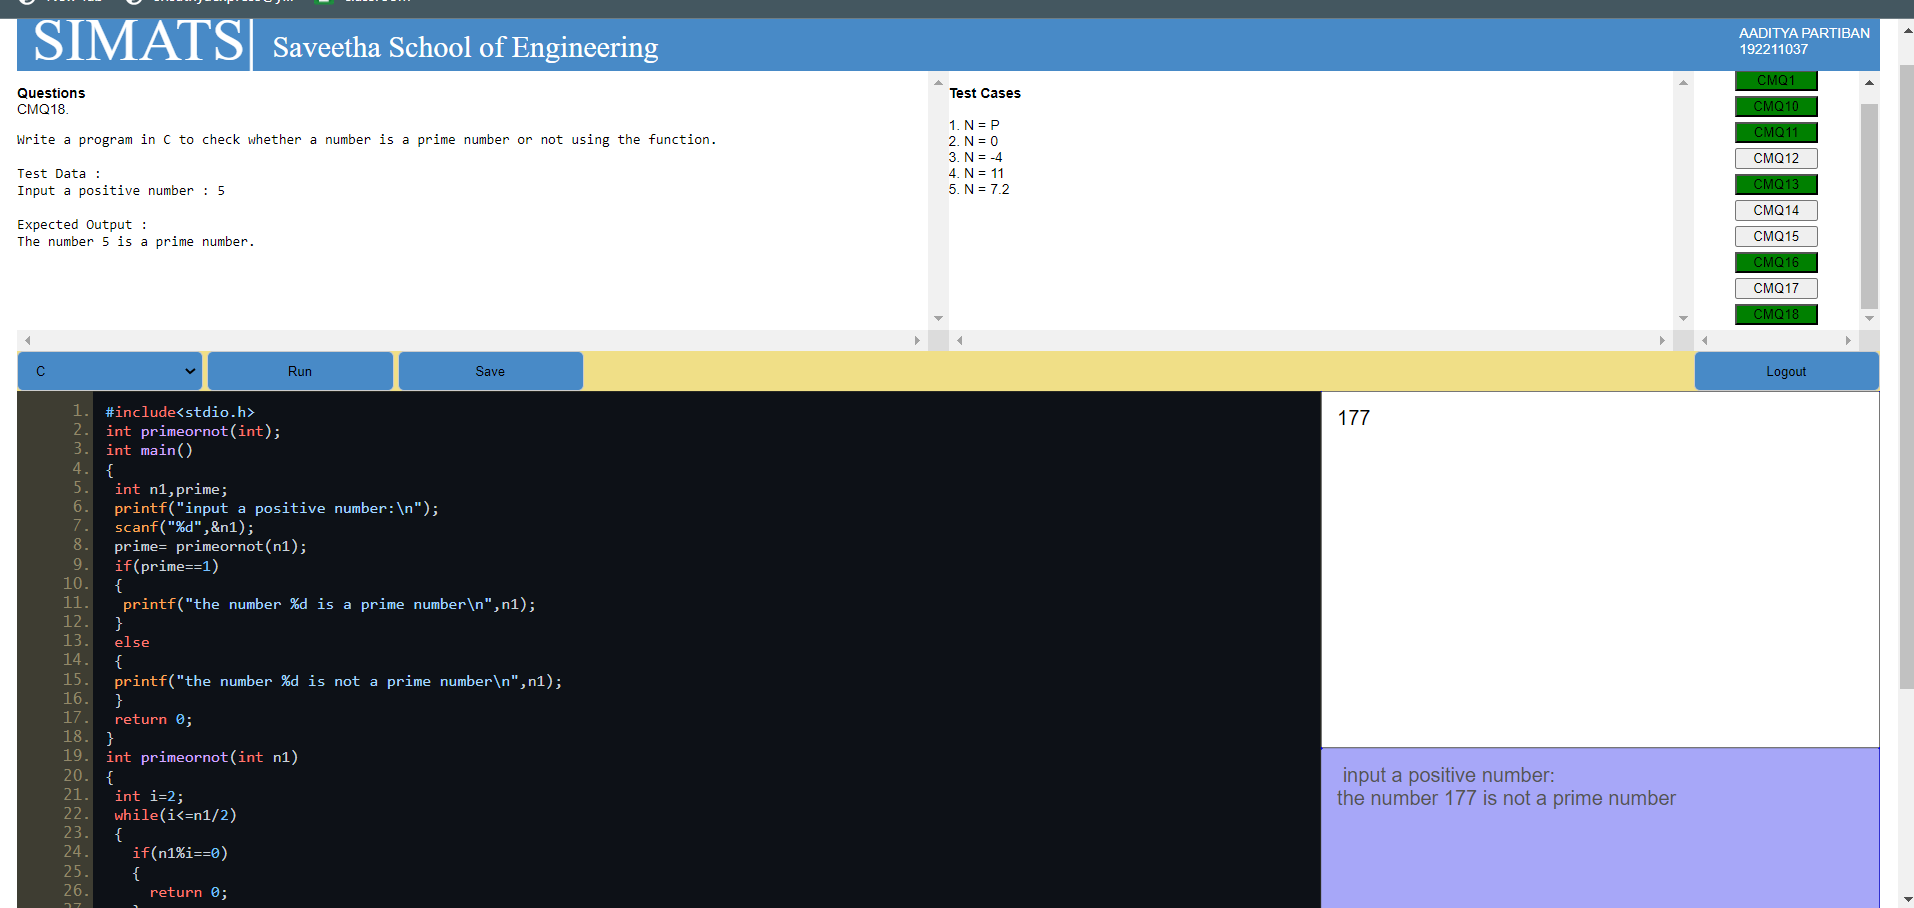 SIMATS
Saveetha School of Engineering
AADITYA PARTIBAN
192211037
Questions
CMQ18.
Write a program in C to check whether a number is a prime number or not using the function.
Test Data :
Input a positive number : 5
Expected Output :
The number 5 is a prime number.
Test Cases
1. N = P
2. N = 0
3. N = -4
4. N = 11
5. N = 7.2
CMQ1
CMQ10
CMQ11
CMQ12
CMQ13
CMQ14
CMQ15
CMQ16
CMQ17
CMQ18
C
Run
Save
Logout
1. #include<stdio.h>
2. int primeornot(int);
3. int main()
4. {
5. int n1,prime;
6. printf("input a positive number:\n");
7. scanf("%d",&n1);
8. prime= primeornot(n1);
9. if(prime==1)
10. {
11. printf("the number %d is a prime number\n",n1);
12. }
13. else
14. {
15. printf("the number %d is not a prime number\n",n1);
16. }
17. return 0;
18. }
19. int primeornot(int n1)
20. {
21. int i=2;
22. while(i<=n1/2)
23. {
24. if(n1%i==0)
25. {
26. return 0;
177
input a positive number:
the number 177 is not a prime number